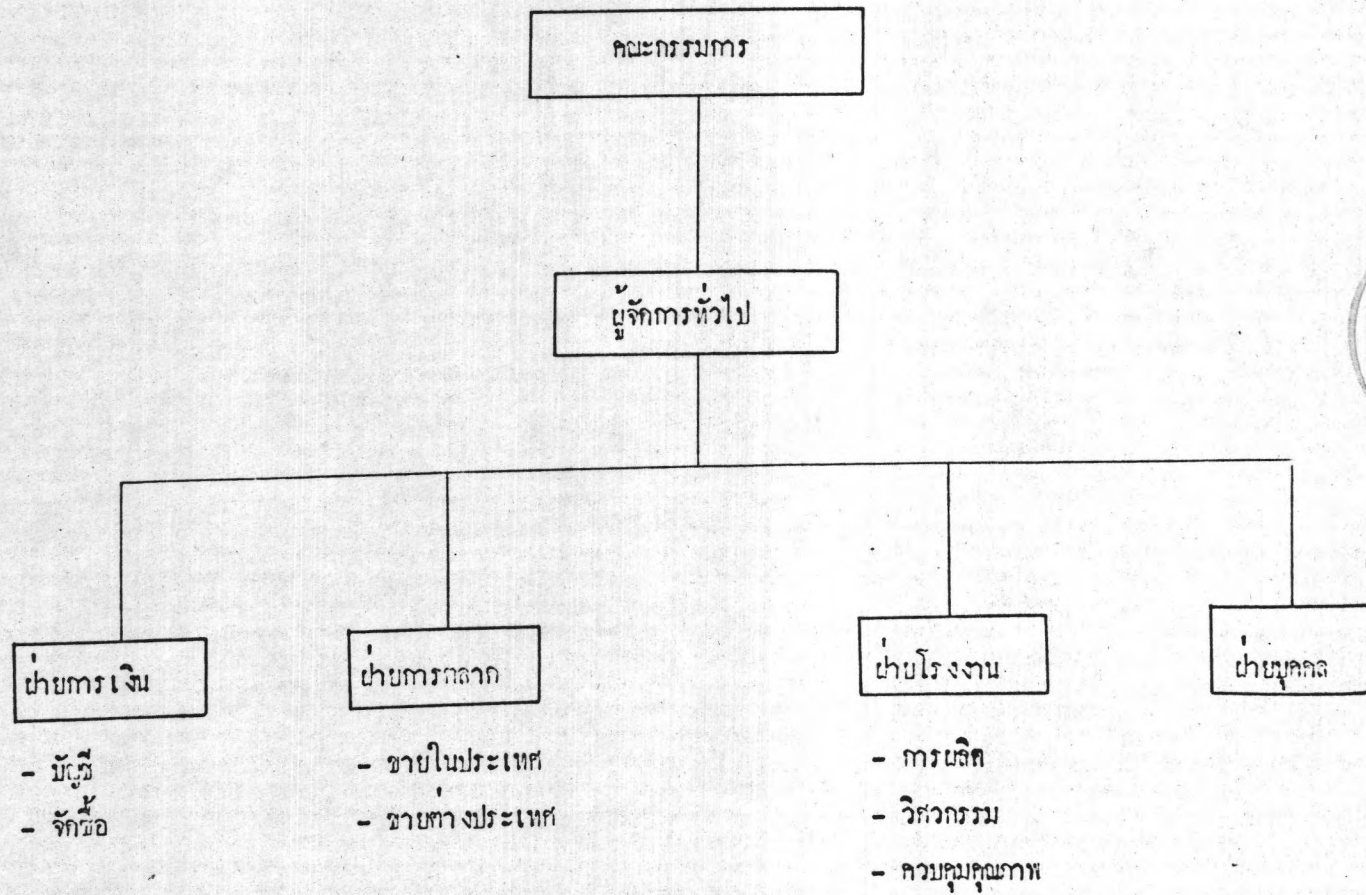 คณะกรรมการ
ผู้จัดการทั่วไป
ฝ่ายการเงิน
- บัญชี
- จัดซื้อ
ฝ่ายการตลาด
- ขายในประเทศ
- ขายต่างประเทศ
ฝ่ายโรงงาน
- การผลิต
- วิศวกรรม
- ควบคุมคุณภาพ
ฝ่ายบุคคล